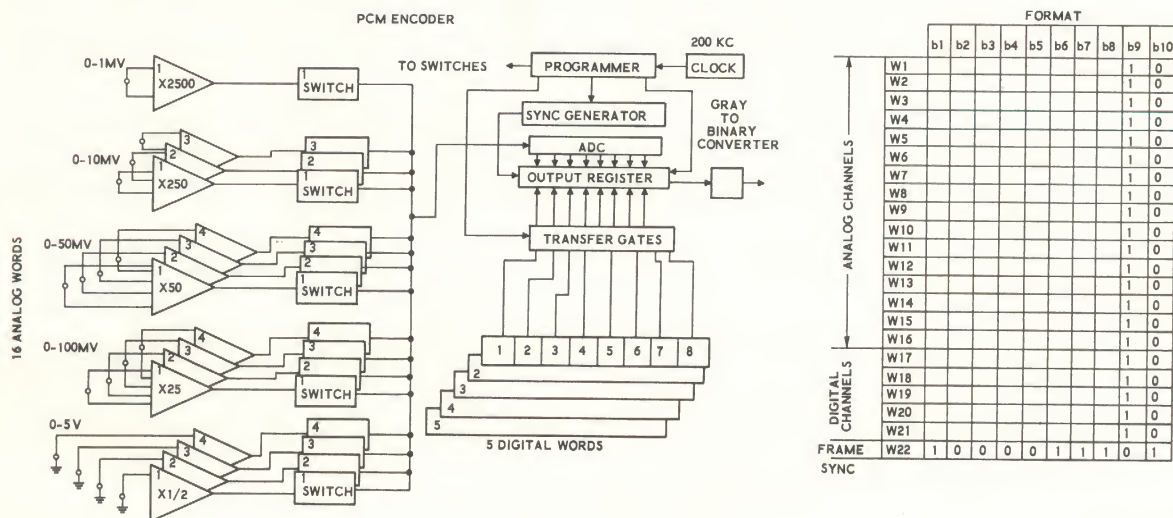 PCM ENCODER
16 ANALOG WORDS
0-1MV
1
X2500
1
SWITCH
0-10MV
3
2
1
X250
3
2
1
SWITCH
0-50MV
4
3
2
1
X50
4
3
2
1
SWITCH
0-100MV
4
3
2
1
X25
4
3
2
1
SWITCH
0-5V
4
3
2
1
X1/2
4
3
2
1
SWITCH
TO SWITCHES
PROGRAMMER
200 KC
CLOCK
SYNC GENERATOR
GRAY
TO
BINARY
CONVERTER
ADC
OUTPUT REGISTER
TRANSFER GATES
1 2 3 4 5 6 7 8
2
3
4
5
5 DIGITAL WORDS
FORMAT
b1 b2 b3 b4 b5 b6 b7 b8 b9 b10
ANALOG CHANNELS
W1 1 0
W2 1 0
W3 1 0
W4 1 0
W5 1 0
W6 1 0
W7 1 0
W8 1 0
W9 1 0
W10 1 0
W11 1 0
W12 1 0
W13 1 0
W14 1 0
W15 1 0
W16 1 0
DIGITAL
CHANNELS
W17 1 0
W18 1 0
W19 1 0
W20 1 0
W21 1 0
FRAME W22 1 0 0 0 0 1 1 1 0 1
SYNC